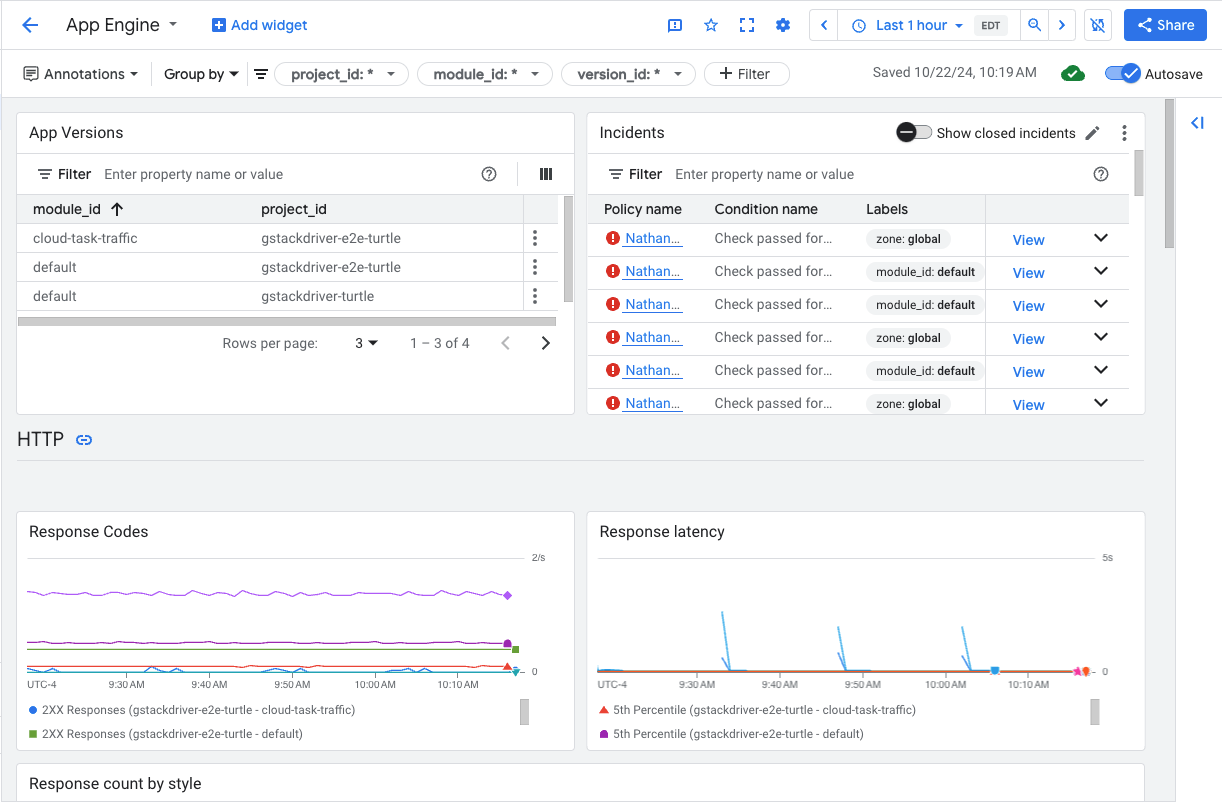 App Engine Add widget Last 1 hour EDT Share
Annotations Group by project_id: * module_id: * version_id: * Filter Saved 10/22/24, 10:19 AM Autosave
App Versions
Filter Enter property name or value
module_id project_id
cloud-task-traffic gstackdriver-e2e-turtle
default gstackdriver-e2e-turtle
default gstackdriver-turtle
Rows per page: 3 1 – 3 of 4
Incidents Show closed incidents
Filter Enter property name or value
Policy name Condition name Labels
Nathan... Check passed for... zone: global View
Nathan... Check passed for... module_id: default View
Nathan... Check passed for... module_id: default View
Nathan... Check passed for... zone: global View
Nathan... Check passed for... module_id: default View
Nathan... Check passed for... zone: global View
HTTP
Response Codes
2/s
0
UTC-4 9:30 AM 9:40 AM 9:50 AM 10:00 AM 10:10 AM
2XX Responses (gstackdriver-e2e-turtle - cloud-task-traffic)
2XX Responses (gstackdriver-e2e-turtle - default)
Response latency
5s
0
UTC-4 9:30 AM 9:40 AM 9:50 AM 10:00 AM 10:10 AM
5th Percentile (gstackdriver-e2e-turtle - cloud-task-traffic)
5th Percentile (gstackdriver-e2e-turtle - default)
Response count by style